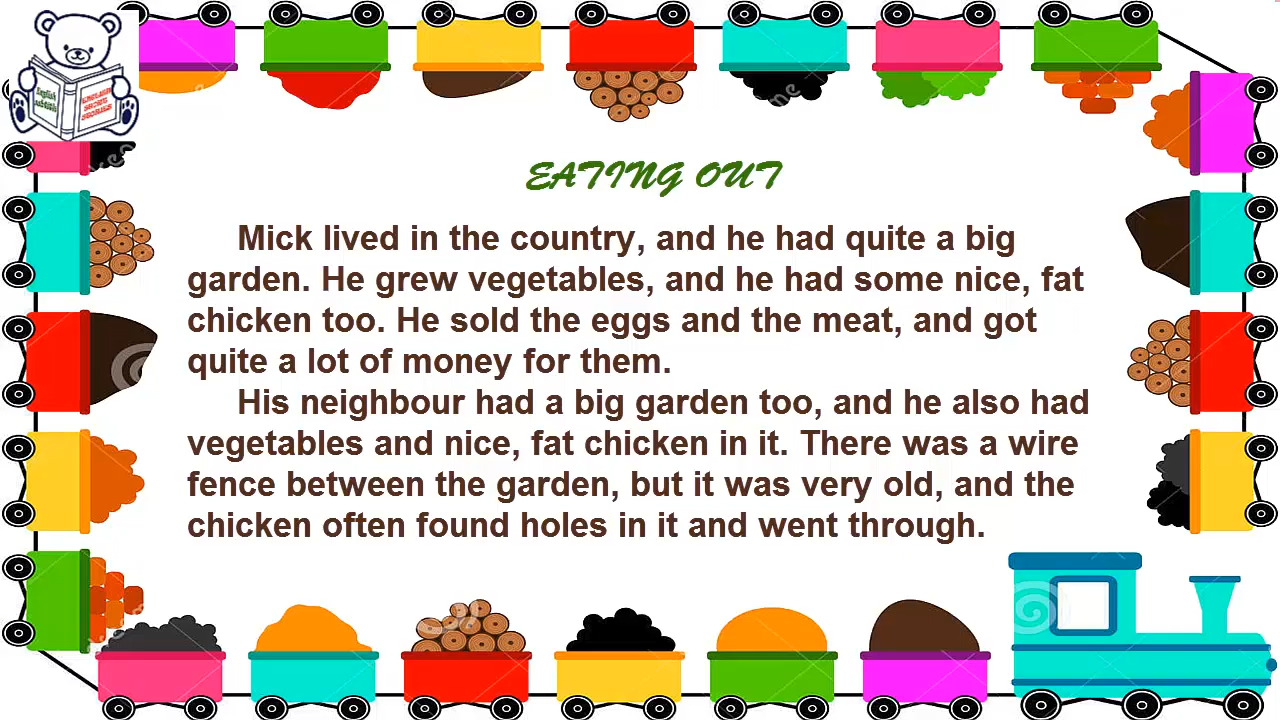 English
SHORT
STORIES
EATING OUT
Mick lived in the country, and he had quite a big
garden. He grew vegetables, and he had some nice, fat
chicken too. He sold the eggs and the meat, and got
quite a lot of money for them.
His neighbour had a big garden too, and he also had
vegetables and nice, fat chicken in it. There was a wire
fence between the garden, but it was very old, and the
chicken often found holes in it and went through.